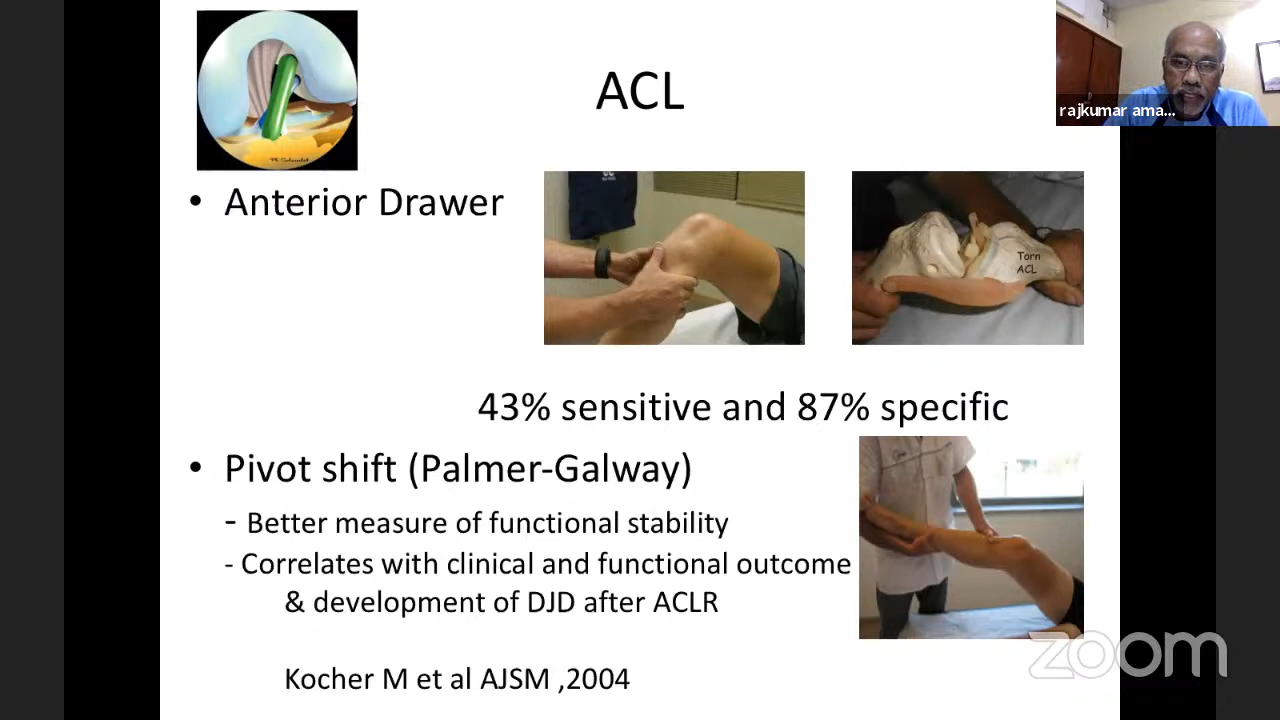 ACL
rajkumar ama...
• Anterior Drawer
Torn
ACL
43% sensitive and 87% specific
• Pivot shift (Palmer-Galway)
- Better measure of functional stability
- Correlates with clinical and functional outcome
& development of DJD after ACLR
Kocher M et al AJSM ,2004
zoom